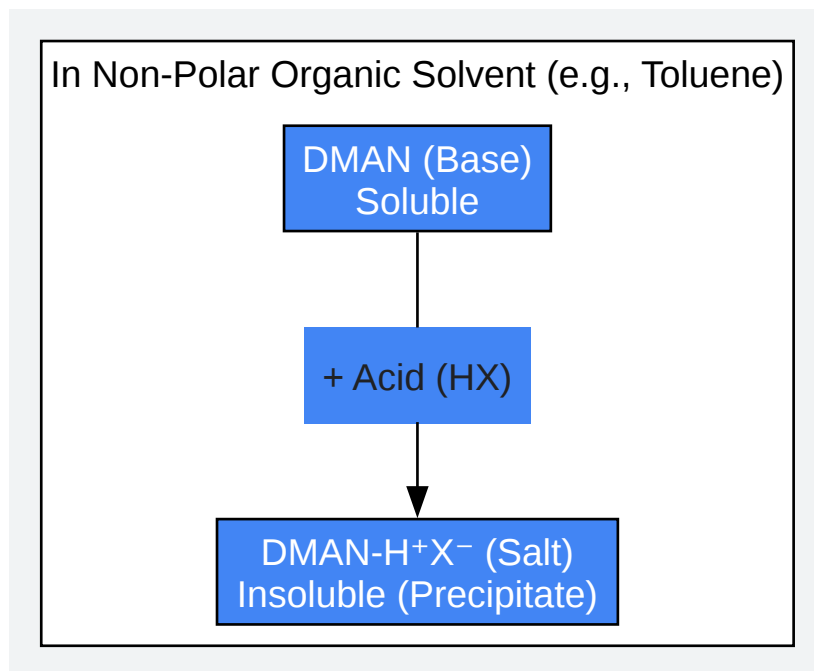 In Non-Polar Organic Solvent (e.g., Toluene)
DMAN (Base)
Soluble
+ Acid (HX)
DMAN-H⁺X⁻ (Salt)
Insoluble (Precipitate)